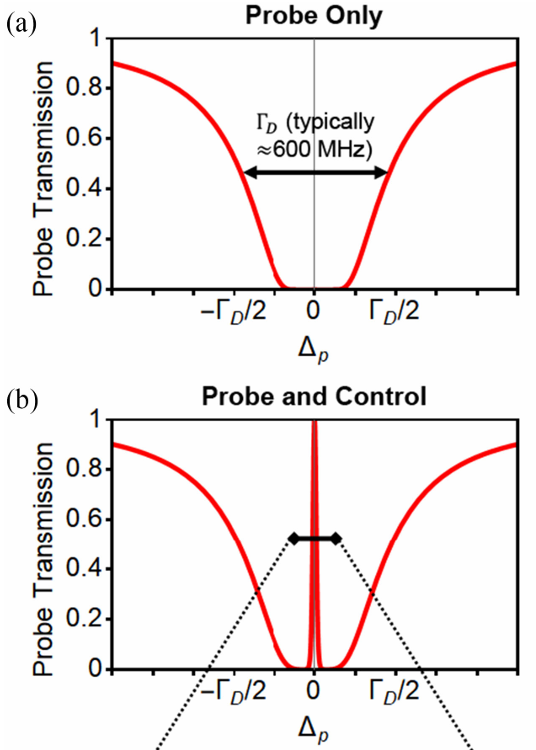 (a)
Probe Only
1
0.8
0.6
0.4
0.2
0
Probe Transmission
Γ_D (typically
≈600 MHz)
−Γ_D/2 0 Γ_D/2
Δ_p
(b)
Probe and Control
1
0.8
0.6
0.4
0.2
0
Probe Transmission
−Γ_D/2 0 Γ_D/2
Δ_p